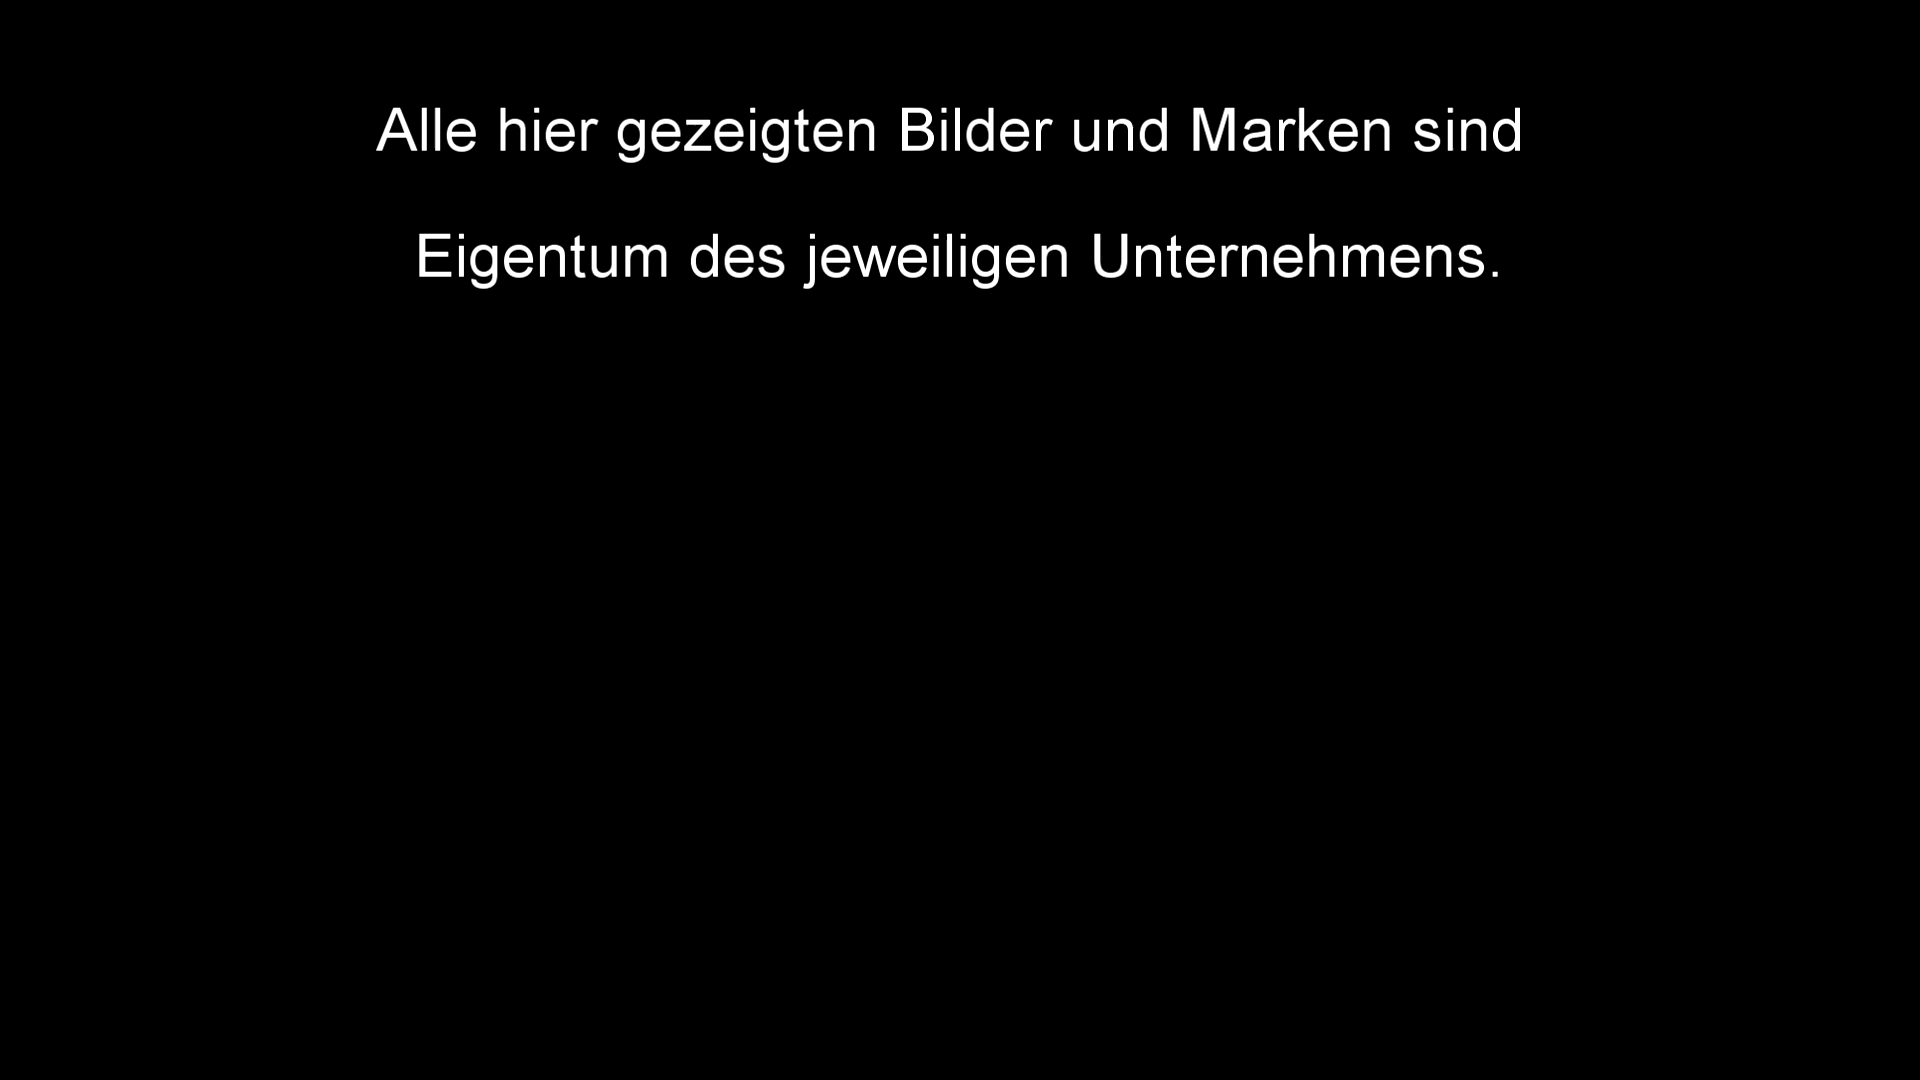 Alle hier gezeigten Bilder und Marken sind
Eigentum des jeweiligen Unternehmens.